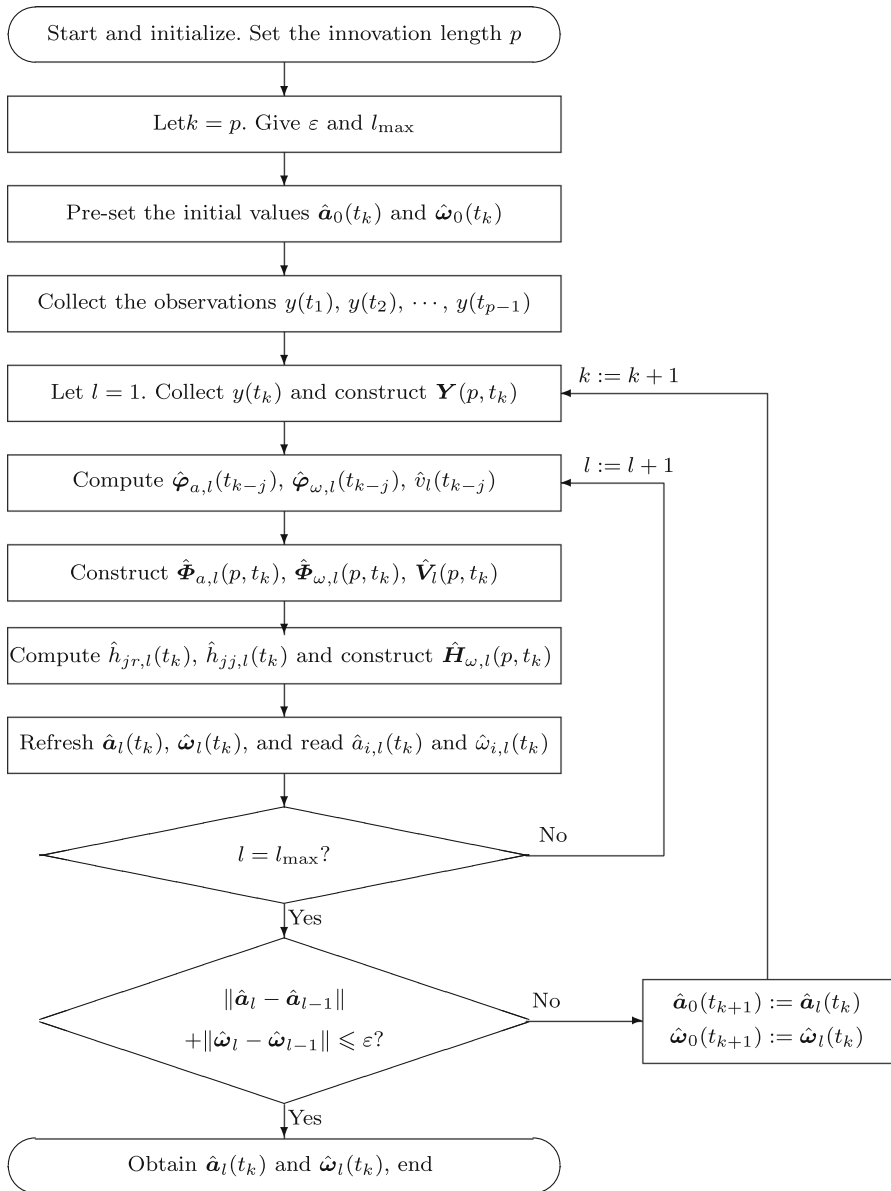 Start and initialize. Set the innovation length p
Letk = p. Give ε and l_max
Pre-set the initial values â_0(t_k) and ω̂_0(t_k)
Collect the observations y(t_1), y(t_2), ⋯, y(t_{p−1})
k := k + 1
Let l = 1. Collect y(t_k) and construct Y(p, t_k)
l := l + 1
Compute φ̂_{a,l}(t_{k−j}), φ̂_{ω,l}(t_{k−j}), v̂_l(t_{k−j})
Construct Φ̂_{a,l}(p, t_k), Φ̂_{ω,l}(p, t_k), V̂_l(p, t_k)
Compute ĥ_{jr,l}(t_k), ĥ_{jj,l}(t_k) and construct Ĥ_{ω,l}(p, t_k)
Refresh â_l(t_k), ω̂_l(t_k), and read â_{i,l}(t_k) and ω̂_{i,l}(t_k)
No
l = l_max?
Yes
‖â_l − â_{l−1}‖
+‖ω̂_l − ω̂_{l−1}‖ ⩽ ε?
No
â_0(t_{k+1}) := â_l(t_k)
ω̂_0(t_{k+1}) := ω̂_l(t_k)
Yes
Obtain â_l(t_k) and ω̂_l(t_k), end